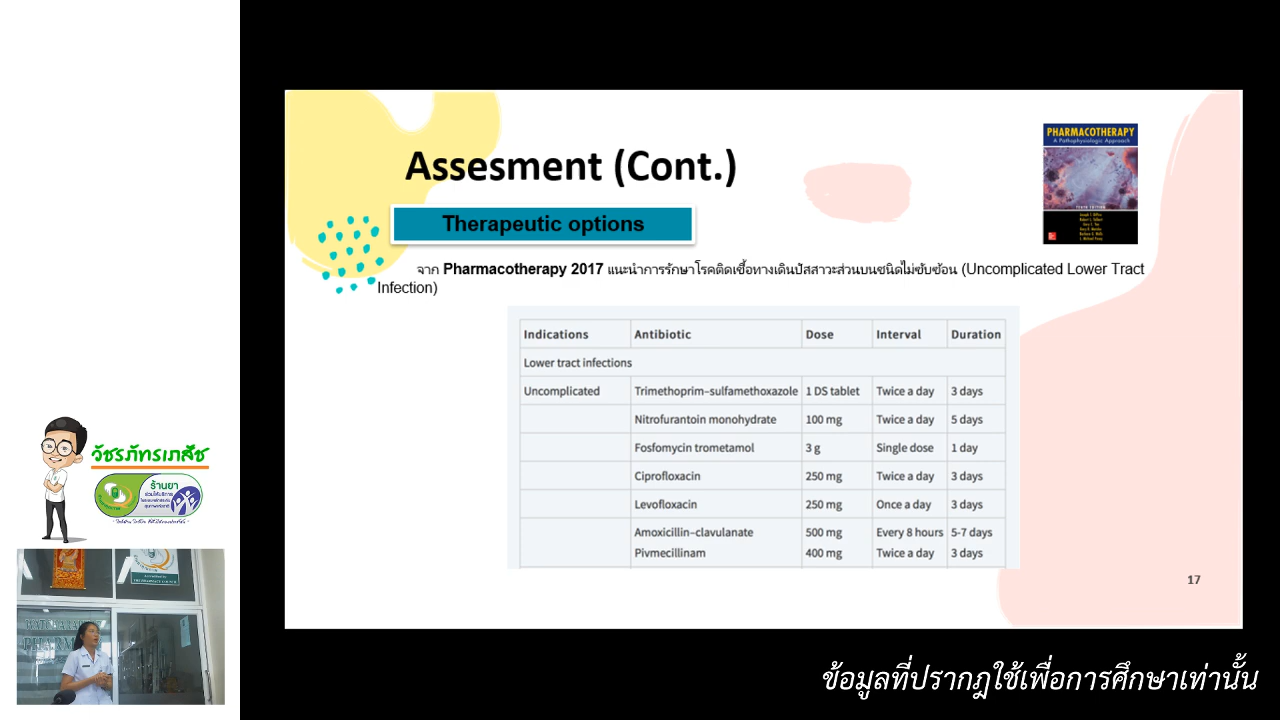 Assesment (Cont.)
Therapeutic options
PHARMACOTHERAPY
A Pathophysiologic Approach
จาก Pharmacotherapy 2017 แนะนำการรักษาโรคติดเชื้อทางเดินปัสสาวะส่วนบนชนิดไม่ซับซ้อน (Uncomplicated Lower Tract
Infection)
Indications Antibiotic Dose Interval Duration
Lower tract infections
Uncomplicated Trimethoprim–sulfamethoxazole 1 DS tablet Twice a day 3 days
Nitrofurantoin monohydrate 100 mg Twice a day 5 days
Fosfomycin trometamol 3 g Single dose 1 day
Ciprofloxacin 250 mg Twice a day 3 days
Levofloxacin 250 mg Once a day 3 days
Amoxicillin–clavulanate 500 mg Every 8 hours 5-7 days
Pivmecillinam 400 mg Twice a day 3 days
17
วัชรภัทรเภสัช
ร้านยา
ข้อมูลที่ปรากฎใช้เพื่อการศึกษาเท่านั้น